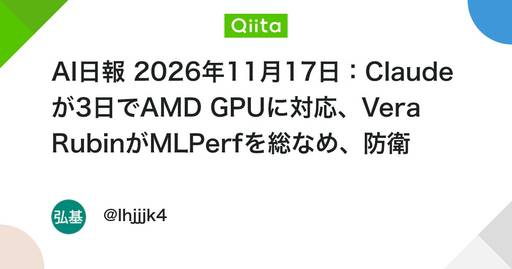 Qiita
AI日報 2026年11月17日：Claude
が3日でAMD GPUに対応、Vera
RubinがMLPerfを総なめ、防衛
弘基
@lhjjjk4